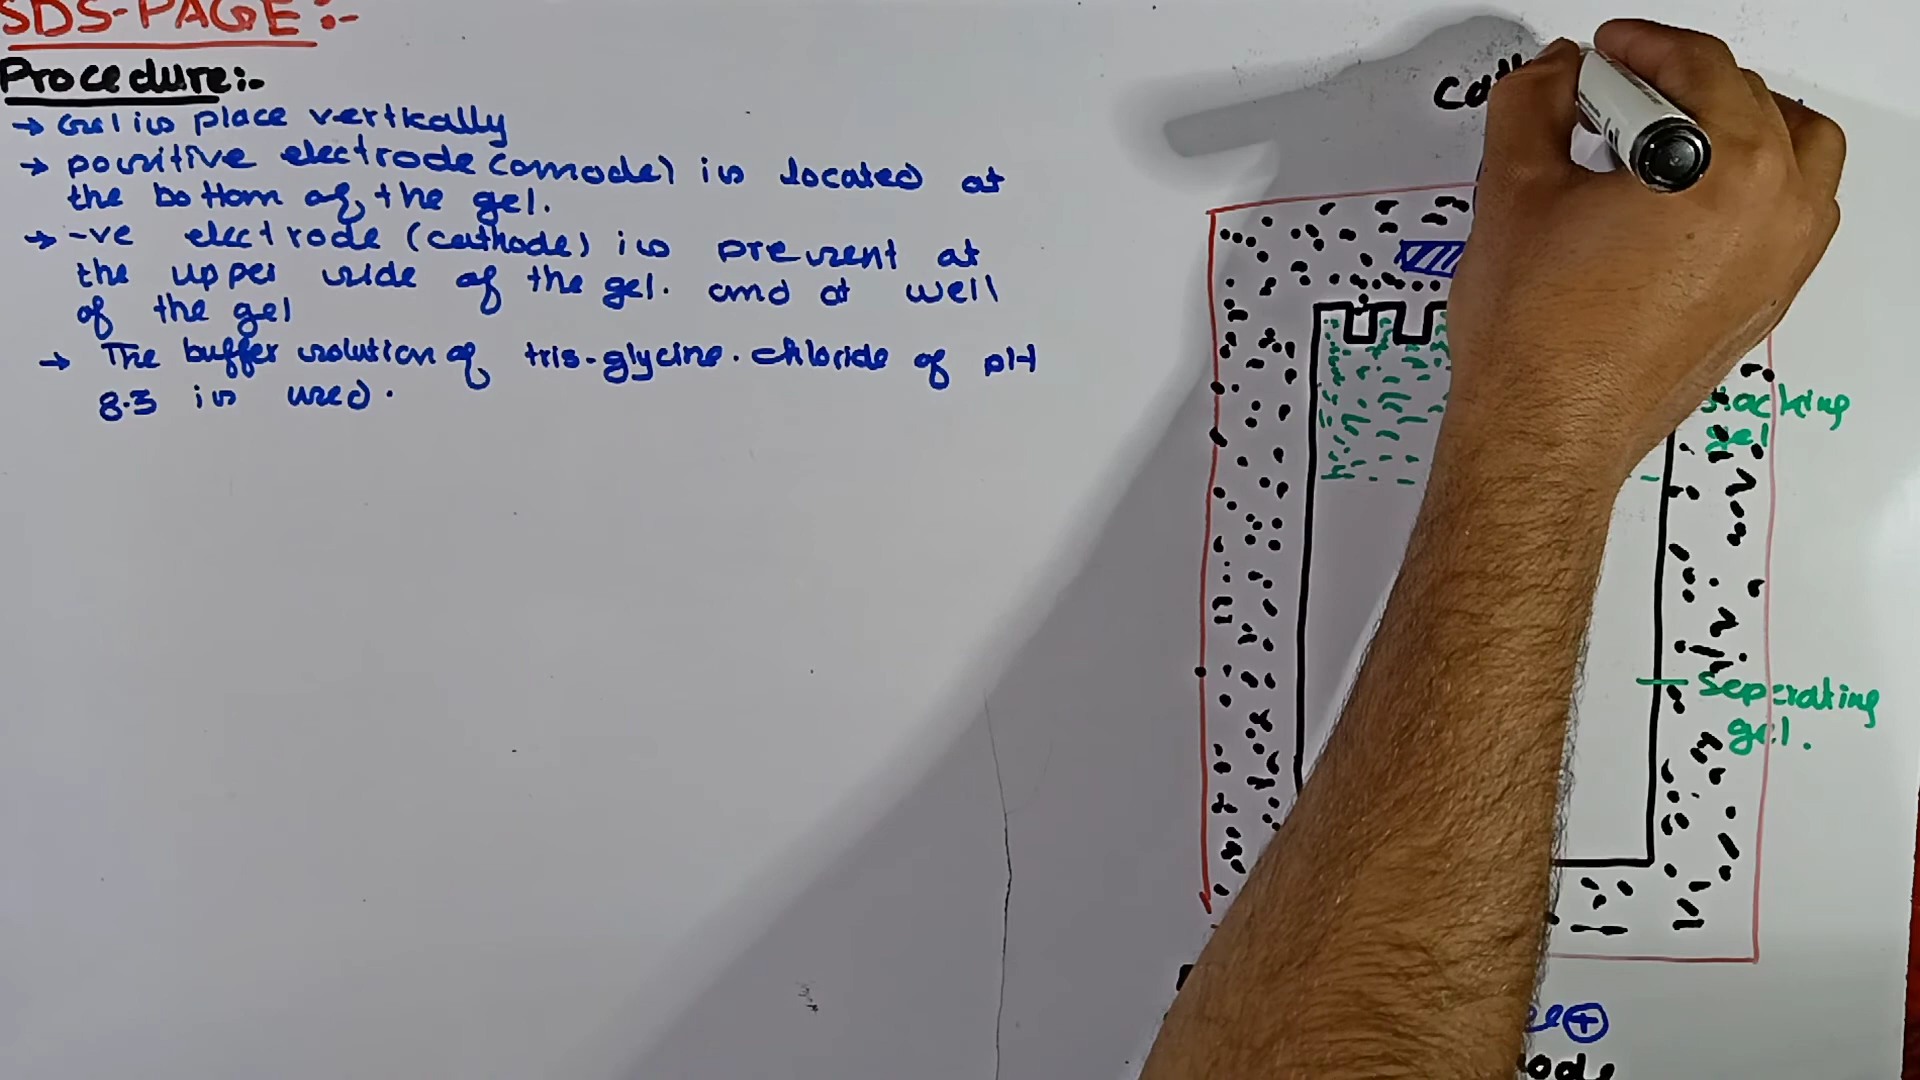 SDS-PAGE:-
Procedure:-
→ Gel is place vertically
→ positive electrode (anode) is located at
the bottom of the gel.
→ -ve electrode (cathode) is present at
the upper side of the gel. and at well
of the gel
→ The buffer solution of tris-glycine. chloride of pH
8.3 is used.
Cath
stacking
gel
Seperating
gel.
+
ode